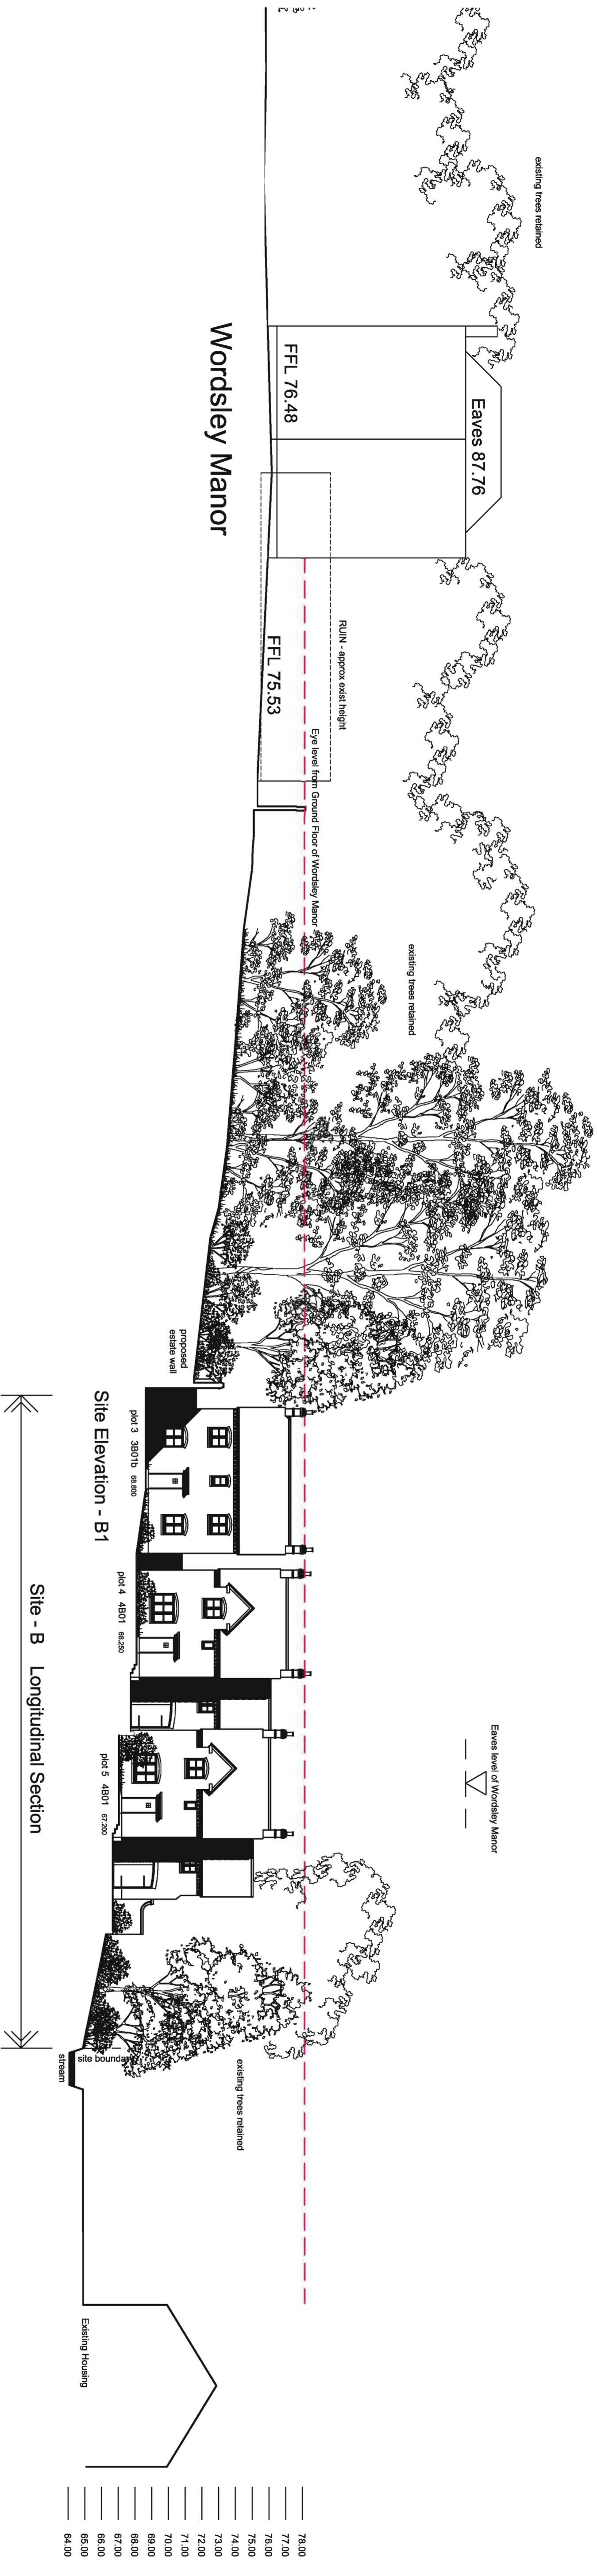 existing trees retained
FFL 76.48
Eaves 87.76
Wordsley Manor
RUIN - approx exist height
FFL 75.53
Eye level from Ground Floor of Wordsley Manor
existing trees retained
proposed
estate wall
Site Elevation - B1
plot 3 3B01b 68.800
plot 4 4B01 68.250
plot 5 4B01 67.200
Site - B Longitudinal Section
Eaves level of Wordsley Manor
existing trees retained
site boundary
stream
Existing Housing
78.00
77.00
76.00
75.00
74.00
73.00
72.00
71.00
70.00
69.00
68.00
67.00
66.00
65.00
64.00